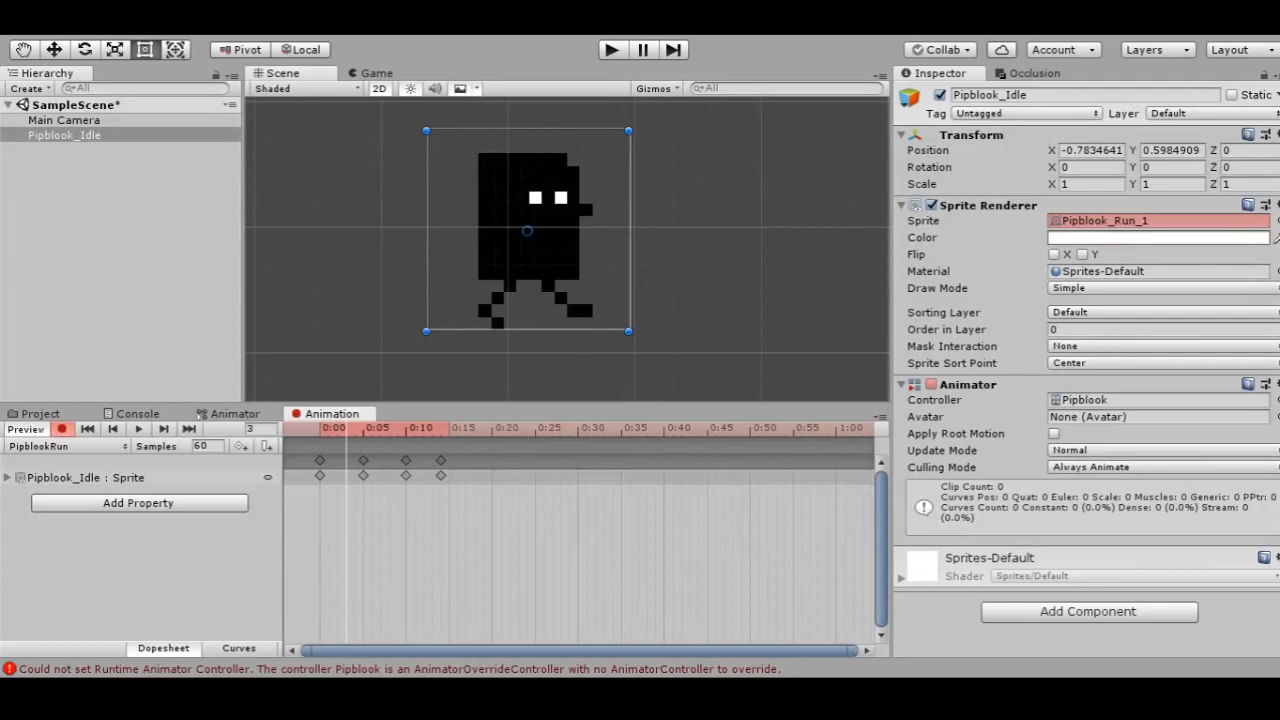 Pivot Local Collab Account Layers Layout
Hierarchy Scene Game Inspector Occlusion
Create All Shaded 2D Gizmos All
SampleScene*
Main Camera
Pipblook_Idle
Pipblook_Idle Static
Tag Untagged Layer Default
Transform
Position X -0.7834641 Y 0.5984909 Z 0
Rotation X 0 Y 0 Z 0
Scale X 1 Y 1 Z 1
Sprite Renderer
Sprite Pipblook_Run_1
Color
Flip X Y
Material Sprites-Default
Draw Mode Simple
Sorting Layer Default
Order in Layer 0
Mask Interaction None
Sprite Sort Point Center
Animator
Controller Pipblook
Avatar None (Avatar)
Apply Root Motion
Update Mode Normal
Culling Mode Always Animate
Clip Count: 0
Curves Pos: 0 Quat: 0 Euler: 0 Scale: 0 Muscles: 0 Generic: 0 PPtr: 0
Curves Count: 0 Constant: 0 (0.0%) Dense: 0 (0.0%) Stream: 0
(0.0%)
Sprites-Default
Shader Sprites/Default
Add Component
Project Console Animator Animation
Preview 3 0:00 0:05 0:10 0:15 0:20 0:25 0:30 0:35 0:40 0:45 0:50 0:55 1:00
PipblookRun Samples 60
Pipblook_Idle : Sprite
Add Property
Dopesheet Curves
Could not set Runtime Animator Controller. The controller Pipblook is an AnimatorOverrideController with no AnimatorController to override.